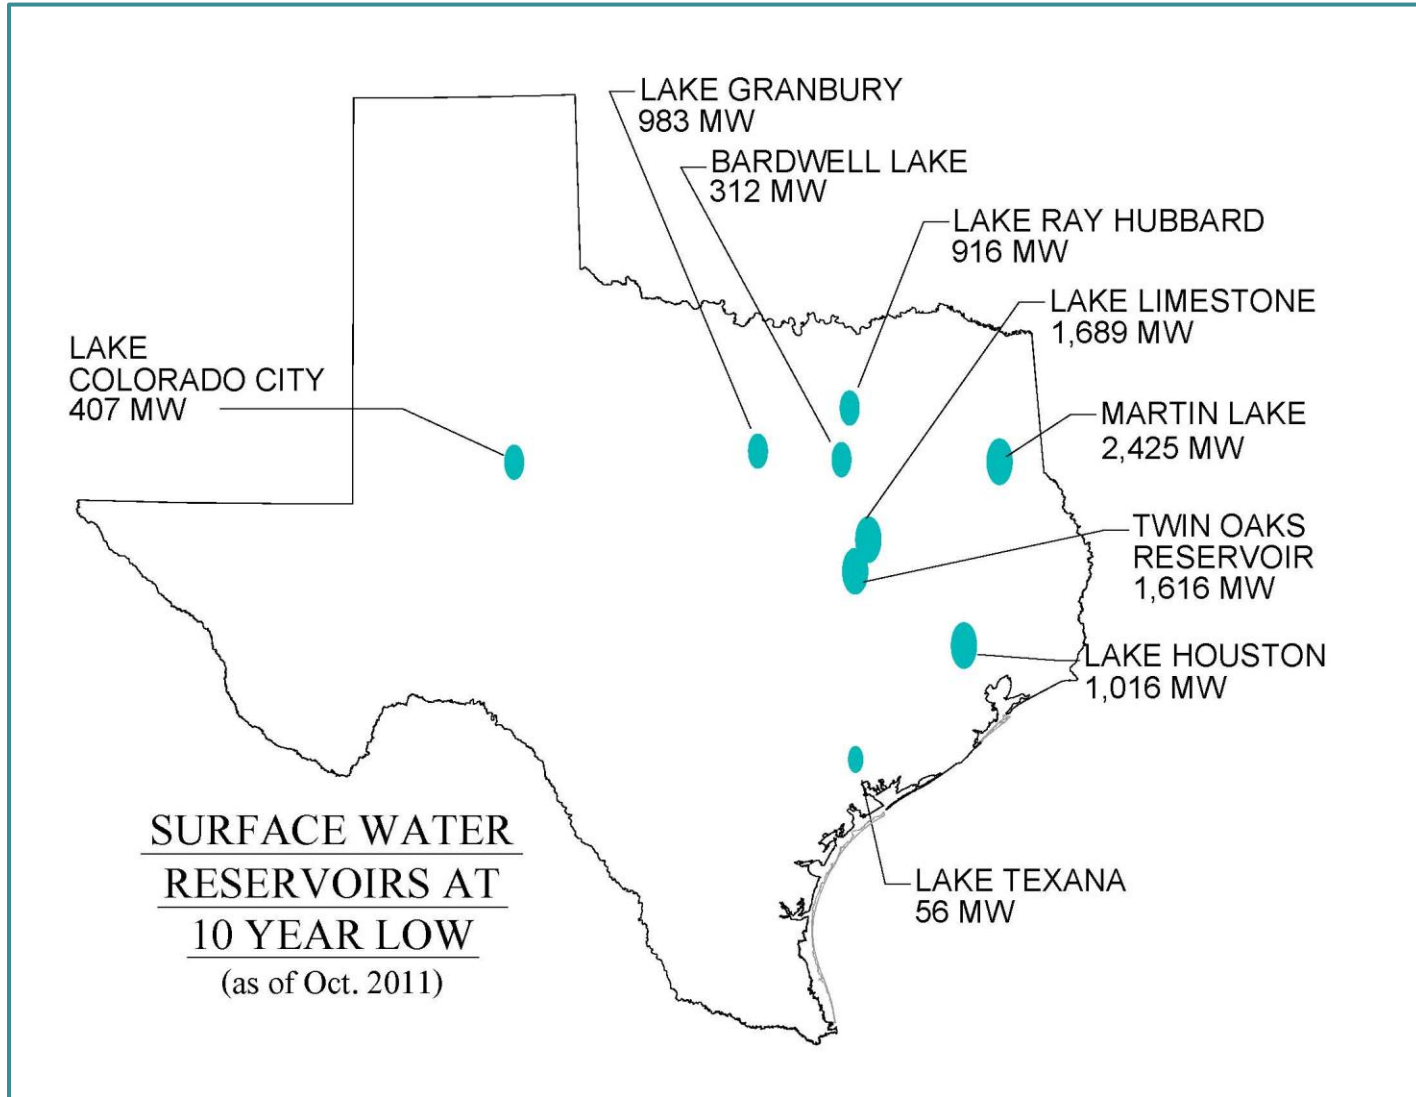 LAKE GRANBURY
983 MW
BARDWELL LAKE
312 MW
LAKE RAY HUBBARD
916 MW
LAKE LIMESTONE
1,689 MW
LAKE
COLORADO CITY
407 MW
MARTIN LAKE
2,425 MW
TWIN OAKS
RESERVOIR
1,616 MW
LAKE HOUSTON
1,016 MW
LAKE TEXANA
56 MW
SURFACE WATER
RESERVOIRS AT
10 YEAR LOW
(as of Oct. 2011)